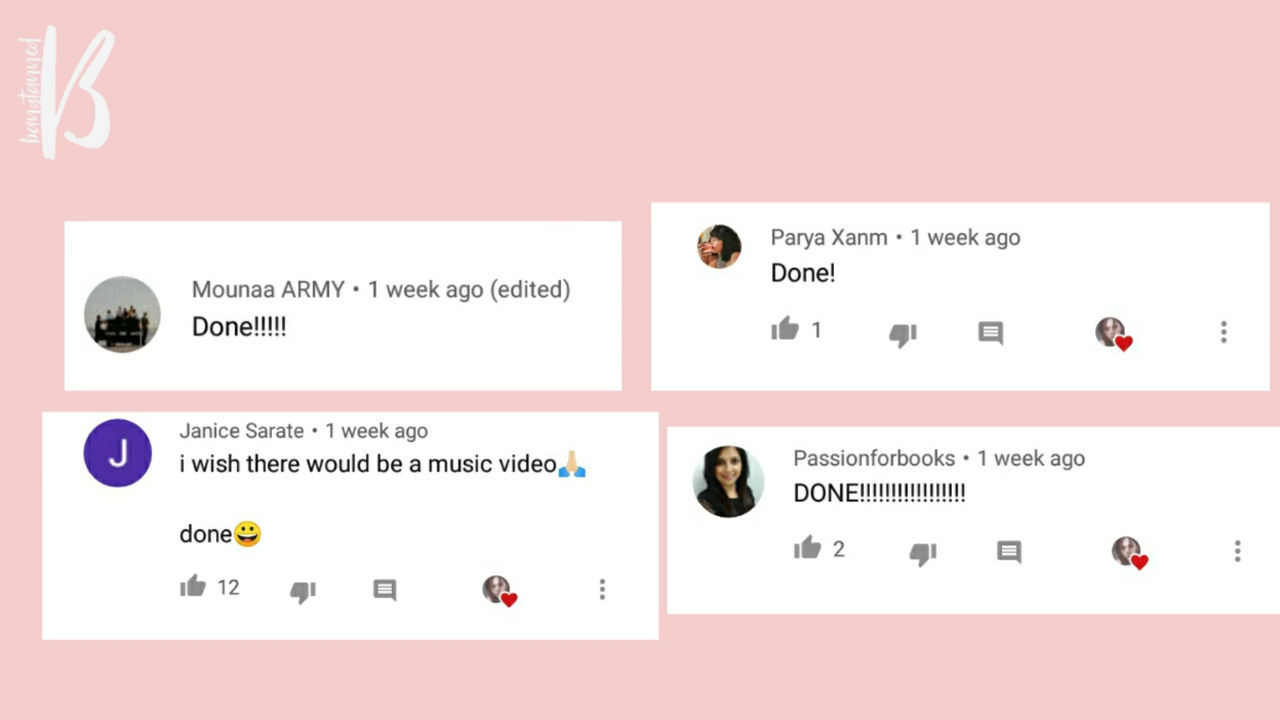 B
Mounaa ARMY • 1 week ago (edited)
Done!!!!!
Parya Xanm • 1 week ago
Done!
1
Janice Sarate • 1 week ago
i wish there would be a music video🙏🏼
done😀
12
J
Passionforbooks • 1 week ago
DONE!!!!!!!!!!!!!!!!!
2